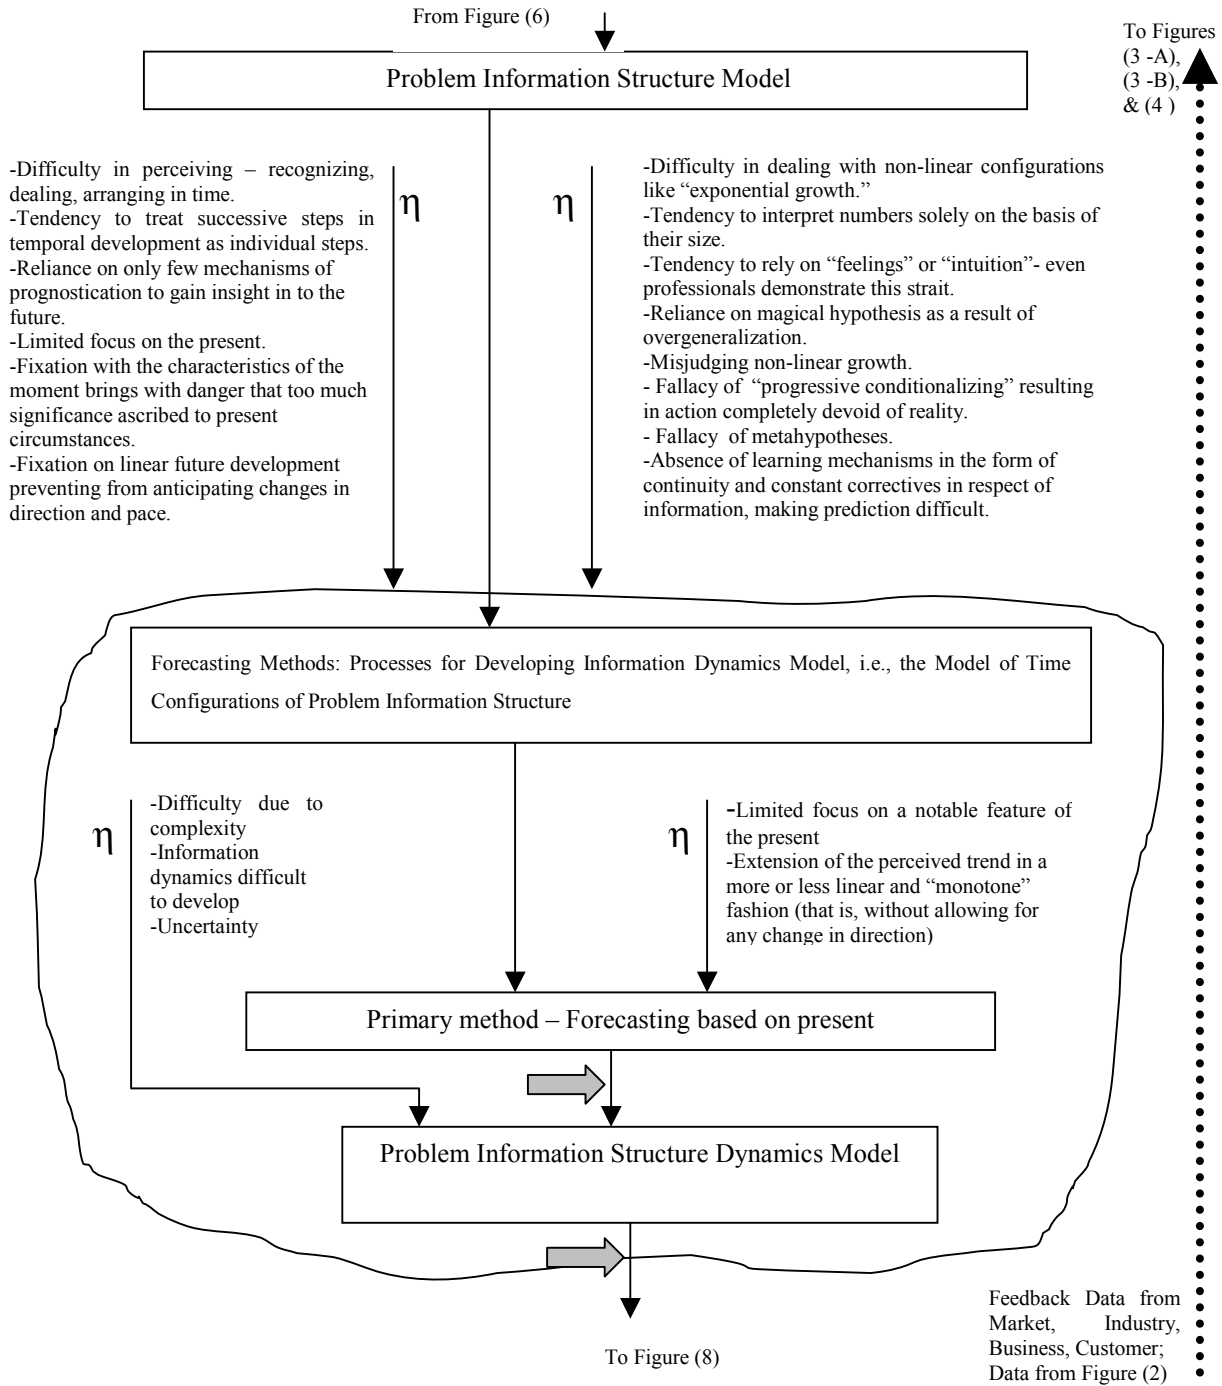 From Figure (6)
To Figures
(3 -A),
(3 -B),
& (4 )
Problem Information Structure Model
-Difficulty in perceiving – recognizing,
dealing, arranging in time.
-Tendency to treat successive steps in
temporal development as individual steps.
-Reliance on only few mechanisms of
prognostication to gain insight in to the
future.
-Limited focus on the present.
-Fixation with the characteristics of the
moment brings with danger that too much
significance ascribed to present
circumstances.
-Fixation on linear future development
preventing from anticipating changes in
direction and pace.
η
η
-Difficulty in dealing with non-linear configurations
like “exponential growth.”
-Tendency to interpret numbers solely on the basis of
their size.
-Tendency to rely on “feelings” or “intuition”- even
professionals demonstrate this strait.
-Reliance on magical hypothesis as a result of
overgeneralization.
-Misjudging non-linear growth.
- Fallacy of “progressive conditionalizing” resulting
in action completely devoid of reality.
- Fallacy of metahypotheses.
-Absence of learning mechanisms in the form of
continuity and constant correctives in respect of
information, making prediction difficult.
Forecasting Methods: Processes for Developing Information Dynamics Model, i.e., the Model of Time
Configurations of Problem Information Structure
η
-Difficulty due to
complexity
-Information
dynamics difficult
to develop
-Uncertainty
η
-Limited focus on a notable feature of
the present
-Extension of the perceived trend in a
more or less linear and “monotone”
fashion (that is, without allowing for
any change in direction)
Primary method – Forecasting based on present
Problem Information Structure Dynamics Model
To Figure (8)
Feedback Data from
Market, Industry,
Business, Customer;
Data from Figure (2)